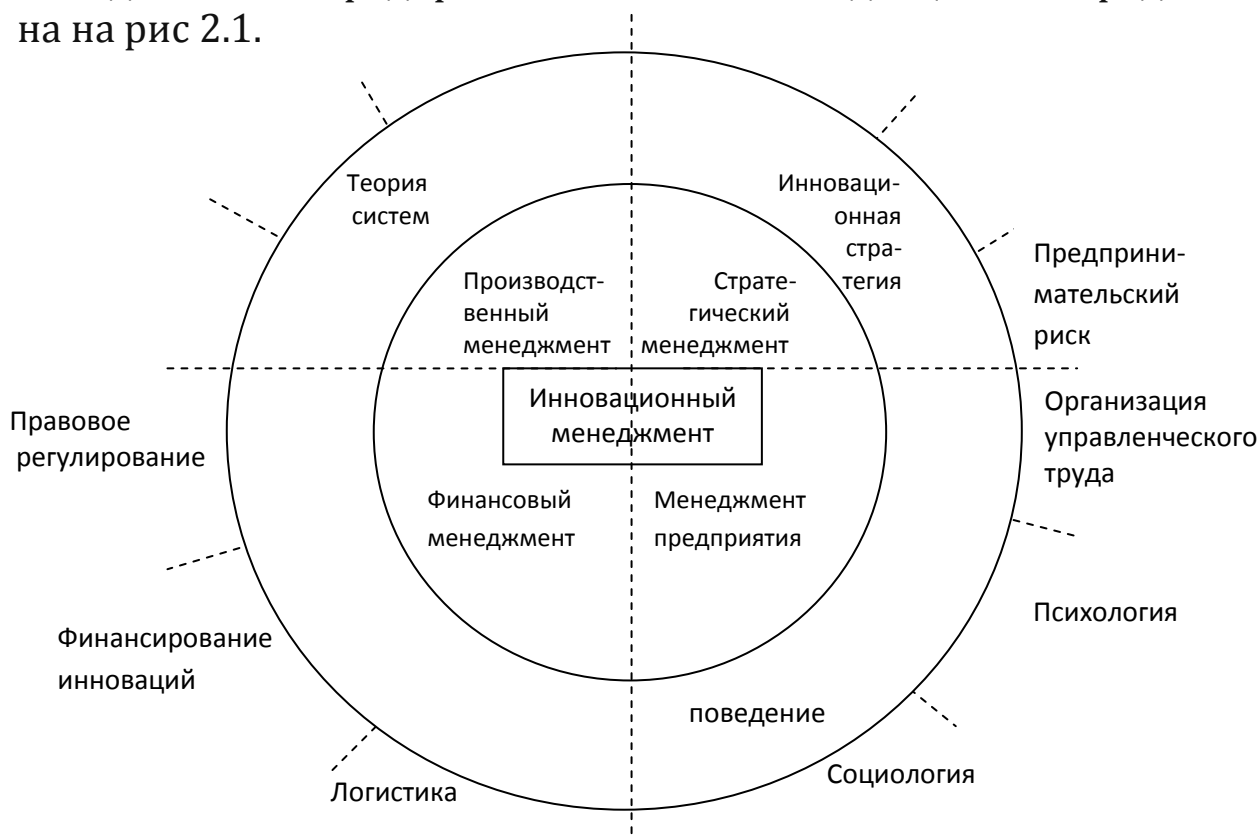 на на рис 2.1.
Теория
систем
Инноваци-
онная
стра-
тегия
Производст-
венный
менеджмент
Страте-
гический
менеджмент
Предприни-
мательский
риск
Инновационный
менеджмент
Правовое
регулирование
Организация
управленческого
труда
Финансовый
менеджмент
Менеджмент
предприятия
Финансирование
инноваций
Психология
поведение
Социология
Логистика